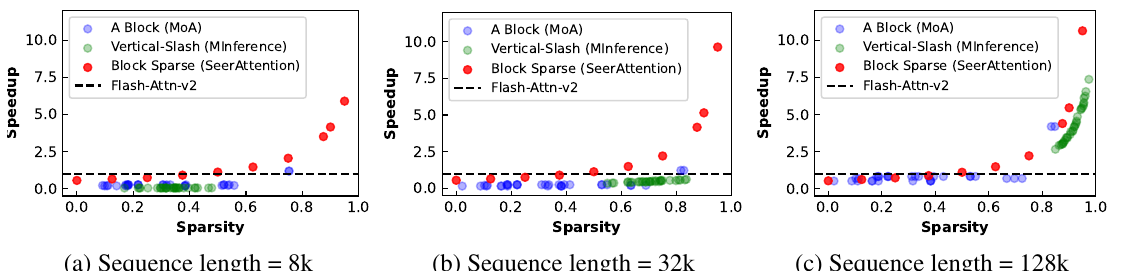 Speedup
10.0
7.5
5.0
2.5
0.0
A Block (MoA)
Vertical-Slash (MInference)
Block Sparse (SeerAttention)
Flash-Attn-v2
0.0 0.2 0.4 0.6 0.8 1.0
Sparsity
(a) Sequence length = 8k
Speedup
10.0
7.5
5.0
2.5
0.0
A Block (MoA)
Vertical-Slash (MInference)
Block Sparse (SeerAttention)
Flash-Attn-v2
0.0 0.2 0.4 0.6 0.8 1.0
Sparsity
(b) Sequence length = 32k
Speedup
10.0
7.5
5.0
2.5
0.0
A Block (MoA)
Vertical-Slash (MInference)
Block Sparse (SeerAttention)
Flash-Attn-v2
0.0 0.2 0.4 0.6 0.8 1.0
Sparsity
(c) Sequence length = 128k